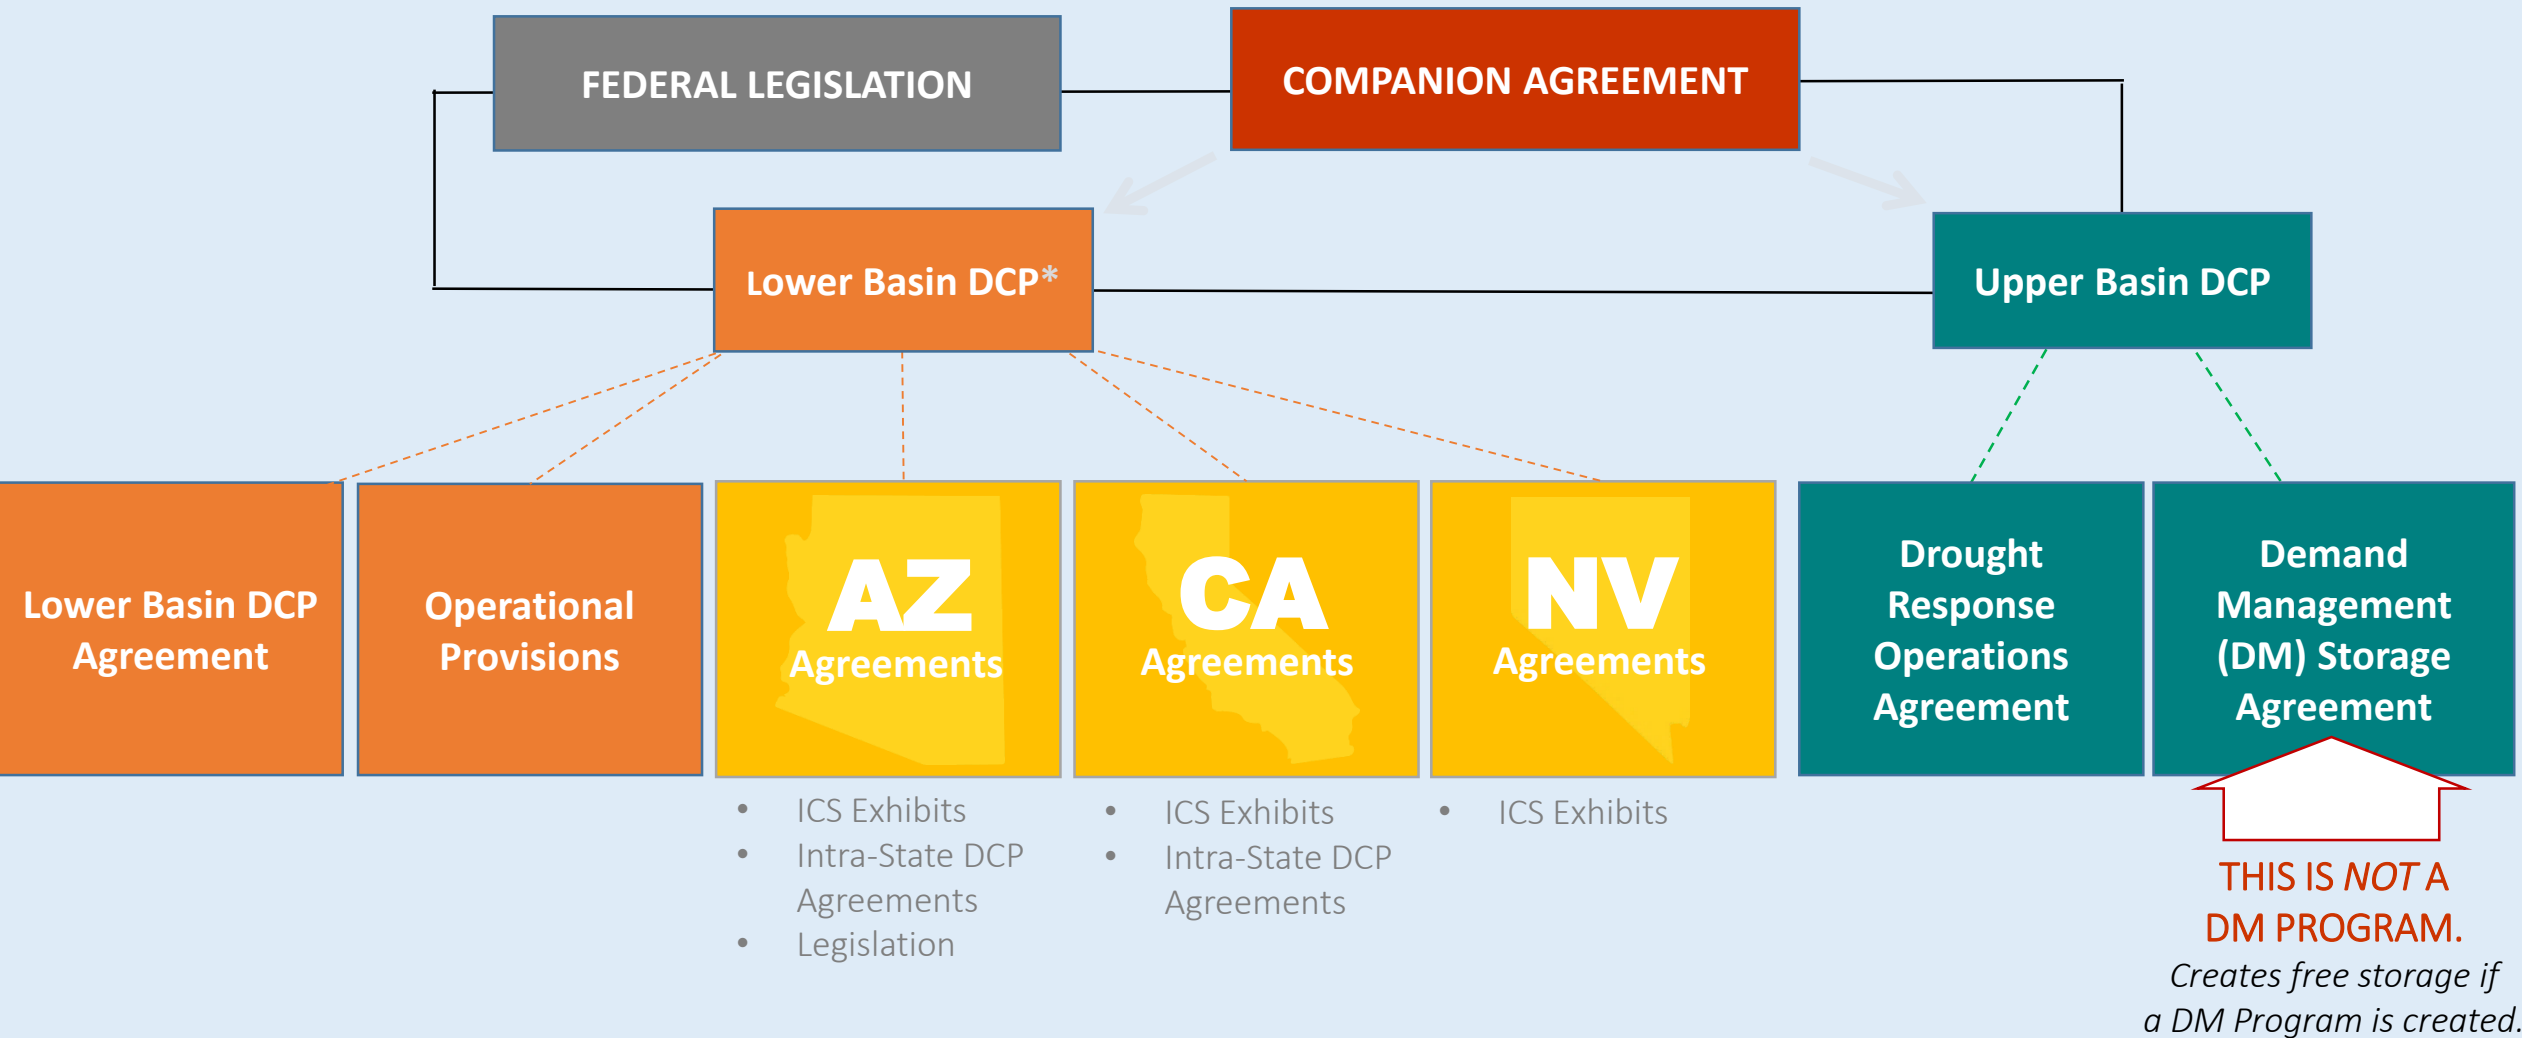 FEDERAL LEGISLATION
COMPANION AGREEMENT
Lower Basin DCP*
Upper Basin DCP
Lower Basin DCP
Agreement
Operational
Provisions
AZ
Agreements
CA
Agreements
NV
Agreements
Drought
Response
Operations
Agreement
Demand
Management
(DM) Storage
Agreement
• ICS Exhibits
• Intra-State DCP
Agreements
• Legislation
• ICS Exhibits
• Intra-State DCP
Agreements
• ICS Exhibits
THIS IS NOT A
DM PROGRAM.
Creates free storage if
a DM Program is created.